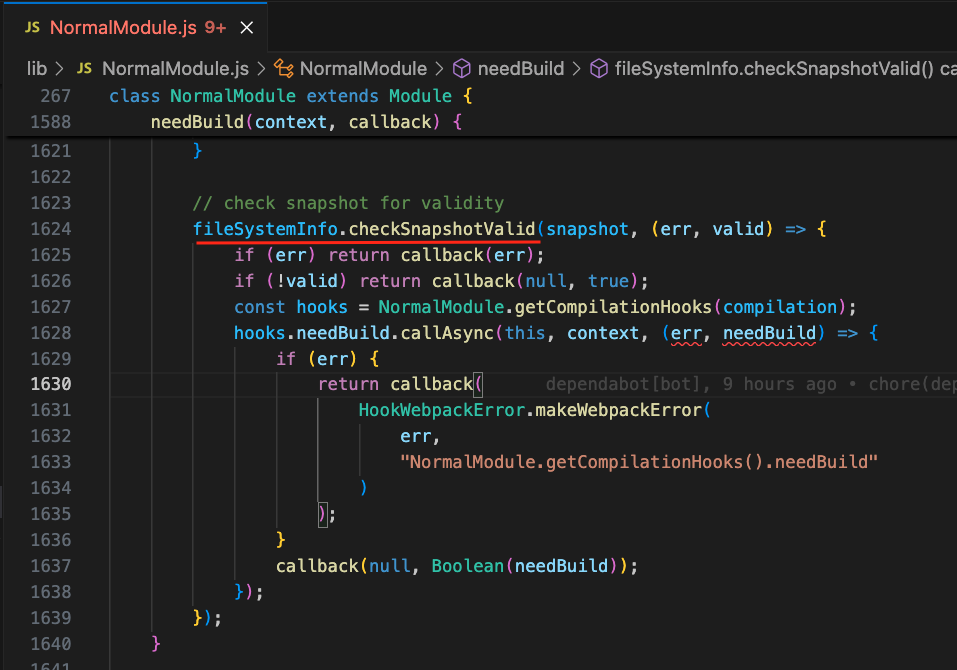 JS NormalModule.js 9+ ×
lib > JS NormalModule.js > NormalModule > needBuild > fileSystemInfo.checkSnapshotValid() ca
267 class NormalModule extends Module {
1588 needBuild(context, callback) {
1621 }
1622
1623 // check snapshot for validity
1624 fileSystemInfo.checkSnapshotValid(snapshot, (err, valid) => {
1625 if (err) return callback(err);
1626 if (!valid) return callback(null, true);
1627 const hooks = NormalModule.getCompilationHooks(compilation);
1628 hooks.needBuild.callAsync(this, context, (err, needBuild) => {
1629 if (err) {
1630 return callback( dependabot[bot], 9 hours ago • chore(dep
1631 HookWebpackError.makeWebpackError(
1632 err,
1633 "NormalModule.getCompilationHooks().needBuild"
1634 )
1635 );
1636 }
1637 callback(null, Boolean(needBuild));
1638 });
1639 });
1640 }
1641